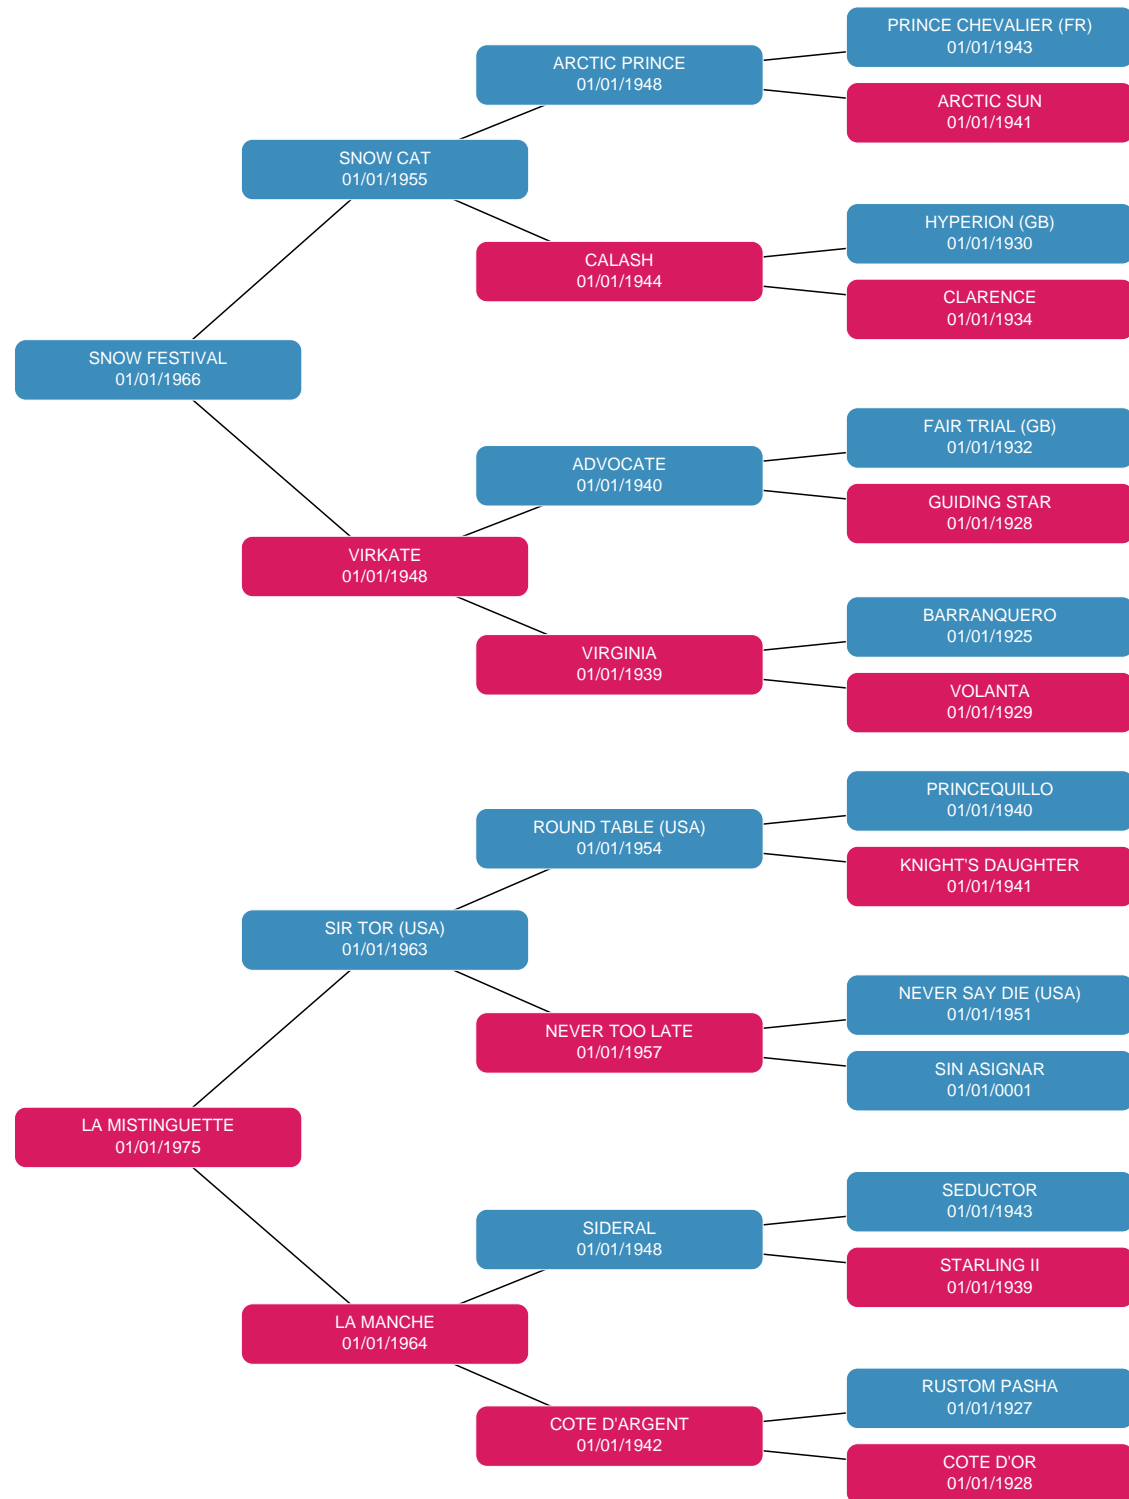 PRINCE CHEVALIER (FR)
01/01/1943
ARCTIC PRINCE
01/01/1948
ARCTIC SUN
01/01/1941
SNOW CAT
01/01/1955
HYPERION (GB)
01/01/1930
CALASH
01/01/1944
CLARENCE
01/01/1934
SNOW FESTIVAL
01/01/1966
FAIR TRIAL (GB)
01/01/1932
ADVOCATE
01/01/1940
GUIDING STAR
01/01/1928
VIRKATE
01/01/1948
BARRANQUERO
01/01/1925
VIRGINIA
01/01/1939
VOLANTA
01/01/1929
PRINCEQUILLO
01/01/1940
ROUND TABLE (USA)
01/01/1954
KNIGHT'S DAUGHTER
01/01/1941
SIR TOR (USA)
01/01/1963
NEVER SAY DIE (USA)
01/01/1951
NEVER TOO LATE
01/01/1957
SIN ASIGNAR
01/01/0001
LA MISTINGUETTE
01/01/1975
SEDUCTOR
01/01/1943
SIDERAL
01/01/1948
STARLING II
01/01/1939
LA MANCHE
01/01/1964
RUSTOM PASHA
01/01/1927
COTE D'ARGENT
01/01/1942
COTE D'OR
01/01/1928